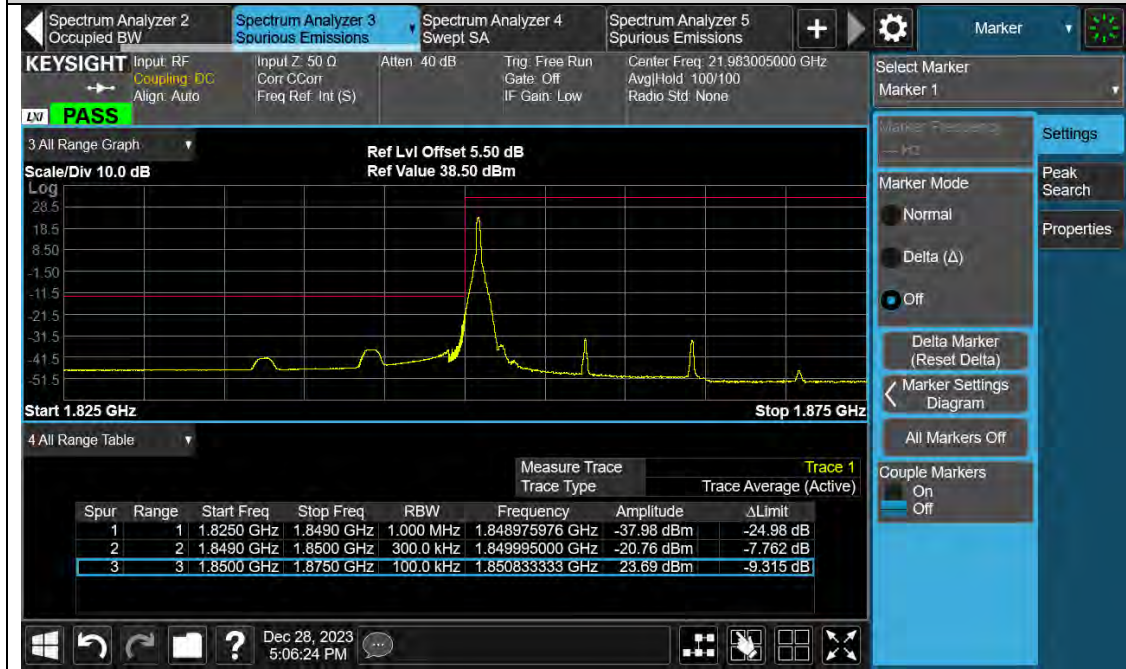 Spectrum Analyzer 2
Occupied BW
Spectrum Analyzer 3
Spurious Emissions
Spectrum Analyzer 4
Swept SA
Spectrum Analyzer 5
Spurious Emissions
+
Marker
KEYSIGHT
Input: RF
Coupling: DC
Align: Auto
Input Z: 50 Ω
Corr CCorr
Freq Ref: Int (S)
Atten: 40 dB
Trig: Free Run
Gate: Off
IF Gain: Low
Center Freq: 21.983005000 GHz
Avg|Hold: 100/100
Radio Std: None
LXI
PASS
Select Marker
Marker 1
Marker Frequency
--- Hz
Settings
Peak
Search
Properties
Marker Mode
Normal
Delta (Δ)
Off
Delta Marker
(Reset Delta)
Marker Settings
Diagram
All Markers Off
Couple Markers
On
Off
3 All Range Graph
Scale/Div 10.0 dB
Ref Lvl Offset 5.50 dB
Ref Value 38.50 dBm
Log
28.5
18.5
8.50
-1.50
-11.5
-21.5
-31.5
-41.5
-51.5
Start 1.825 GHz
Stop 1.875 GHz
4 All Range Table
Measure Trace Trace 1
Trace Type Trace Average (Active)
Spur Range Start Freq Stop Freq RBW Frequency Amplitude ΔLimit
1 1 1.8250 GHz 1.8490 GHz 1.000 MHz 1.848975976 GHz -37.98 dBm -24.98 dB
2 2 1.8490 GHz 1.8500 GHz 300.0 kHz 1.849995000 GHz -20.76 dBm -7.762 dB
3 3 1.8500 GHz 1.8750 GHz 100.0 kHz 1.850833333 GHz 23.69 dBm -9.315 dB
?
Dec 28, 2023
5:06:24 PM